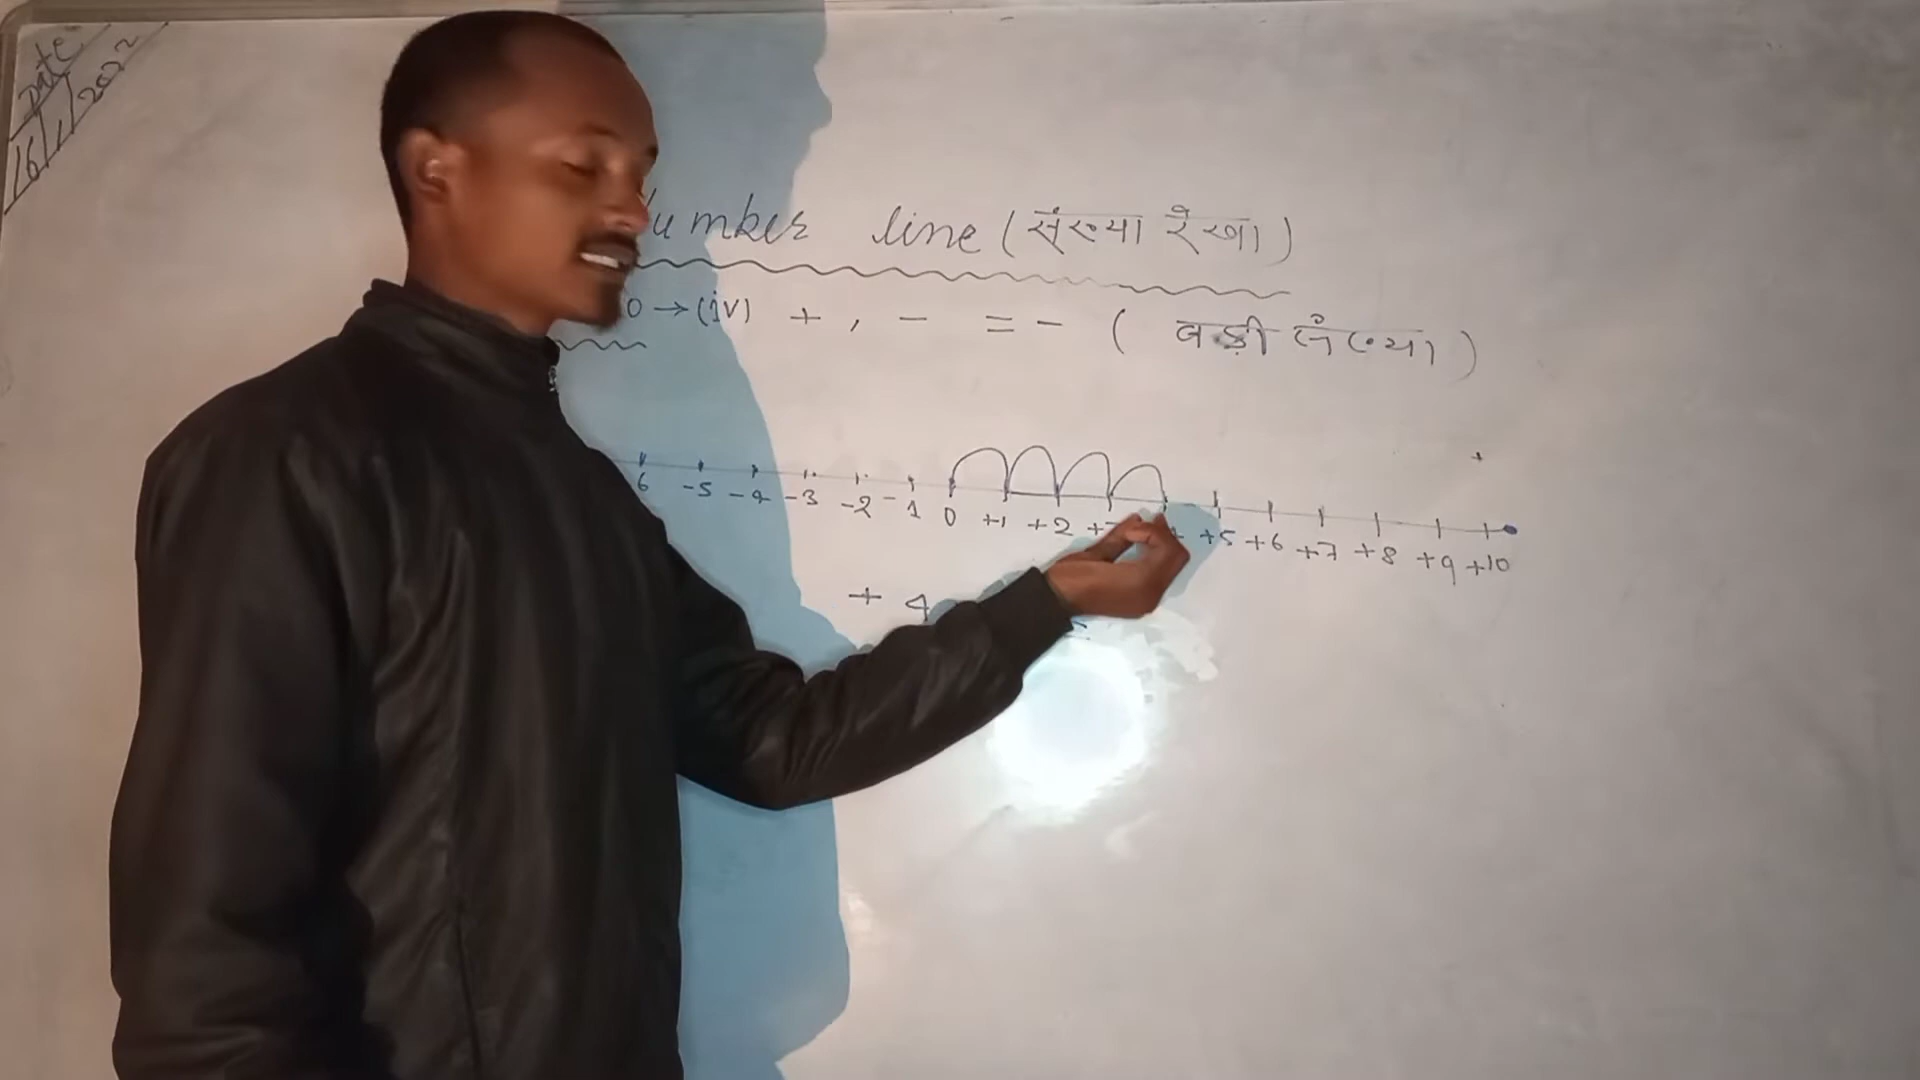 Date
16/1/2022
Number line (संख्या रेखा)
0 → (iv) + , - = - ( बड़ी संख्या )
6 -5 -4 -3 -2 -1 0 +1 +2 +5 +6 +7 +8 +9 +10
+ 4